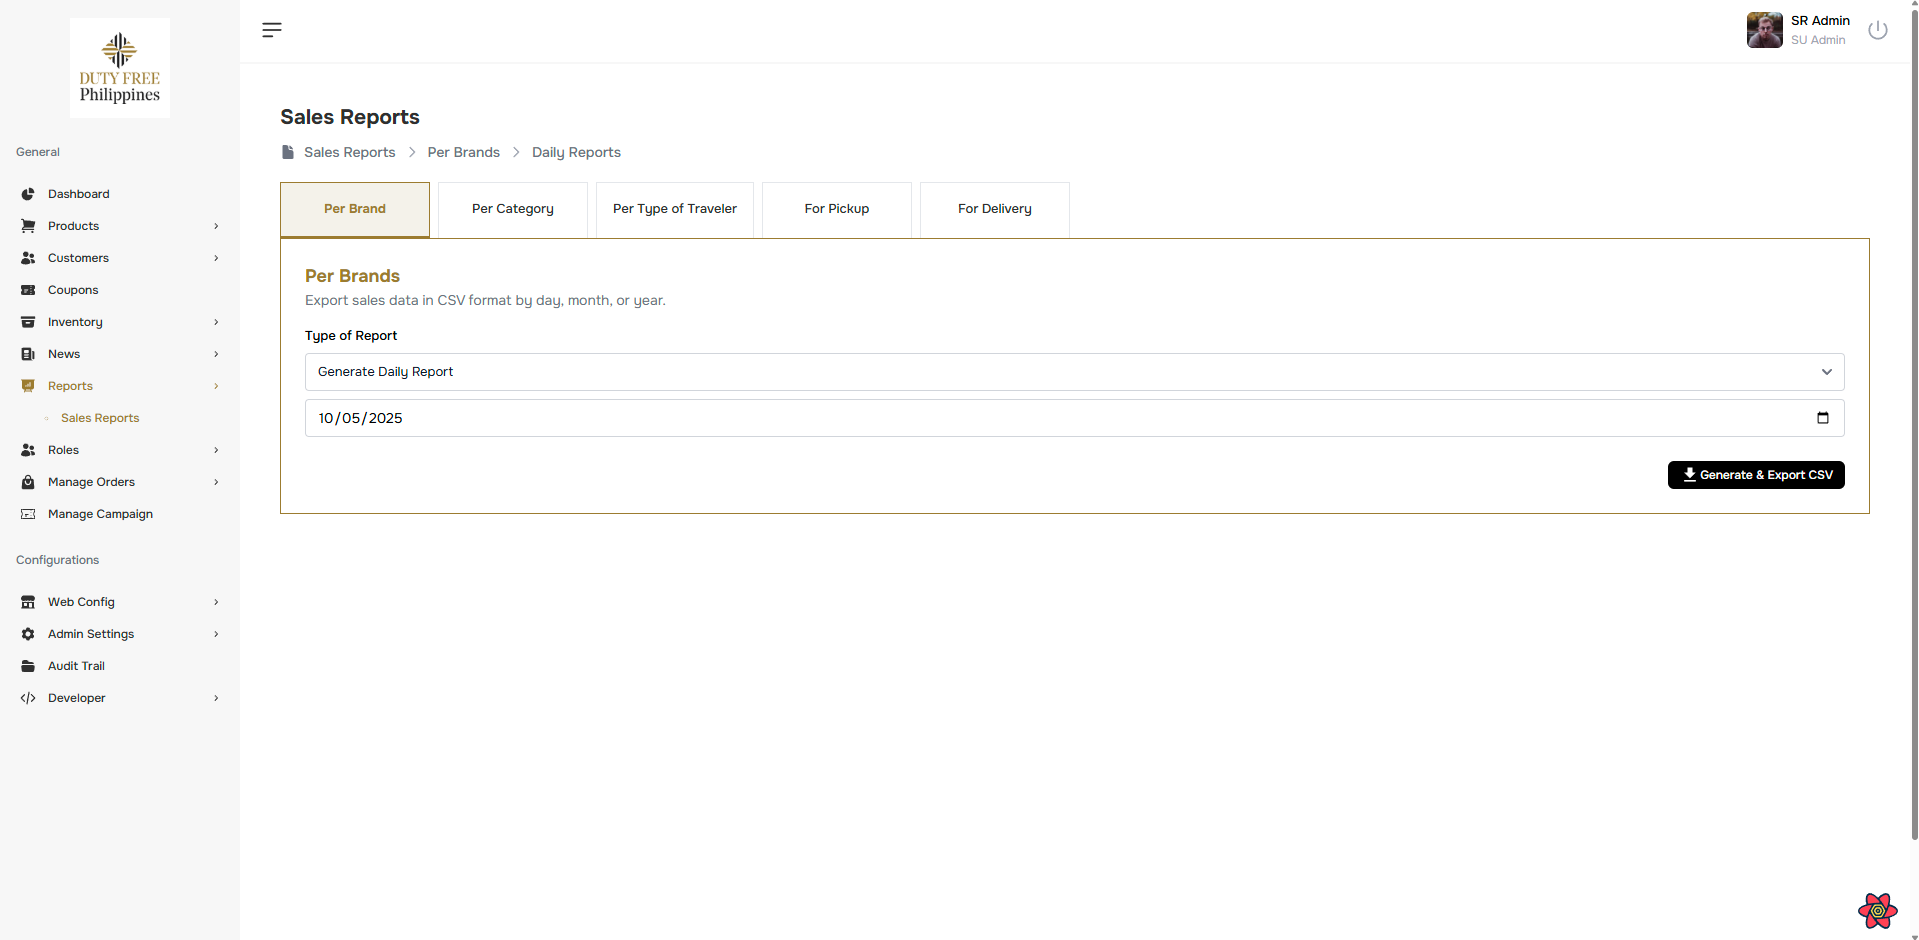 DUTY FREE
Philippines
General
Dashboard
Products
Customers
Coupons
Inventory
News
Reports
Sales Reports
Roles
Manage Orders
Manage Campaign
Configurations
Web Config
Admin Settings
Audit Trail
Developer
SR Admin
SU Admin
Sales Reports
Sales Reports > Per Brands > Daily Reports
Per Brand Per Category Per Type of Traveler For Pickup For Delivery
Per Brands
Export sales data in CSV format by day, month, or year.
Type of Report
Generate Daily Report
10/05/2025
Generate & Export CSV